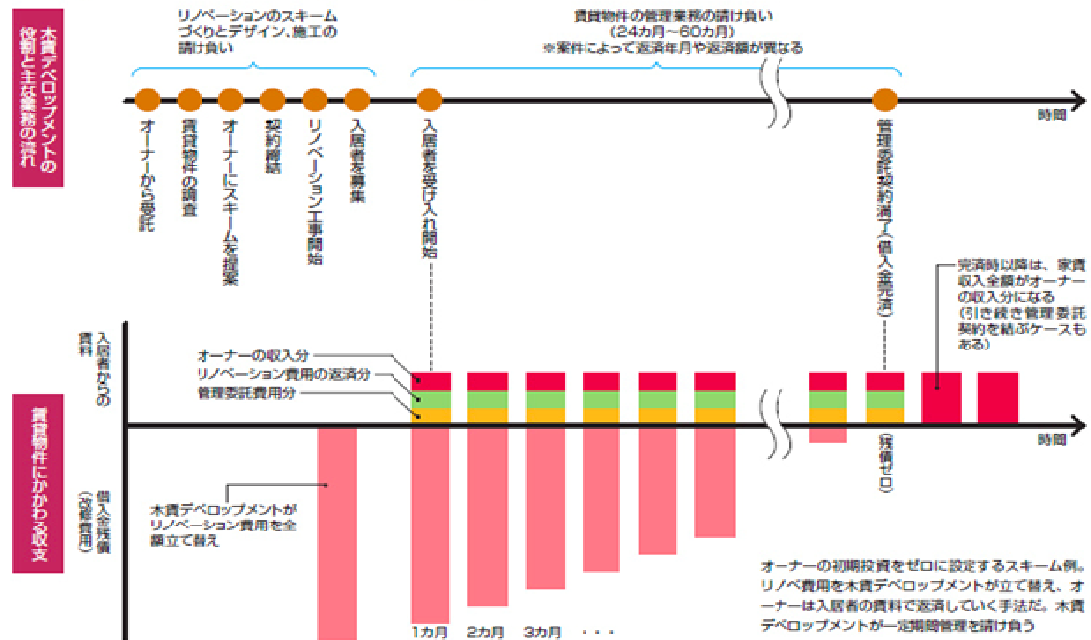 木賃デベロップメントの
役割と主な業務の流れ
リノベーションのスキーム
づくりとデザイン、施工の
請け負い
賃貸物件の管理業務の請け負い
(24カ月〜60カ月)
※案件によって返済年月や返済額が異なる
時間
オーナーから受託
賃貸物件の調査
オーナーにスキームを提案
契約締結
リノベーション工事開始
入居者を募集
入居者を受け入れ開始
管理委託契約満了(借入金完済)
完済時以降は、家賃
収入全額がオーナー
の収入分になる
(引き続き管理委託
契約を結ぶケースも
ある)
賃貸物件にかかわる収支
入居者からの
賃料
オーナーの収入分
リノベーション費用の返済分
管理委託費用分
時間
(残債ゼロ)
借入金残債
(改修費用)
木賃デベロップメントが
リノベーション費用を全
額立て替え
1カ月
2カ月
3カ月
・・・
オーナーの初期投資をゼロに設定するスキーム例。
リノベ費用を木賃デベロップメントが立て替え、オ
ーナーは入居者の賃料で返済していく手法だ。木賃
デベロップメントが一定期間管理を請け負う